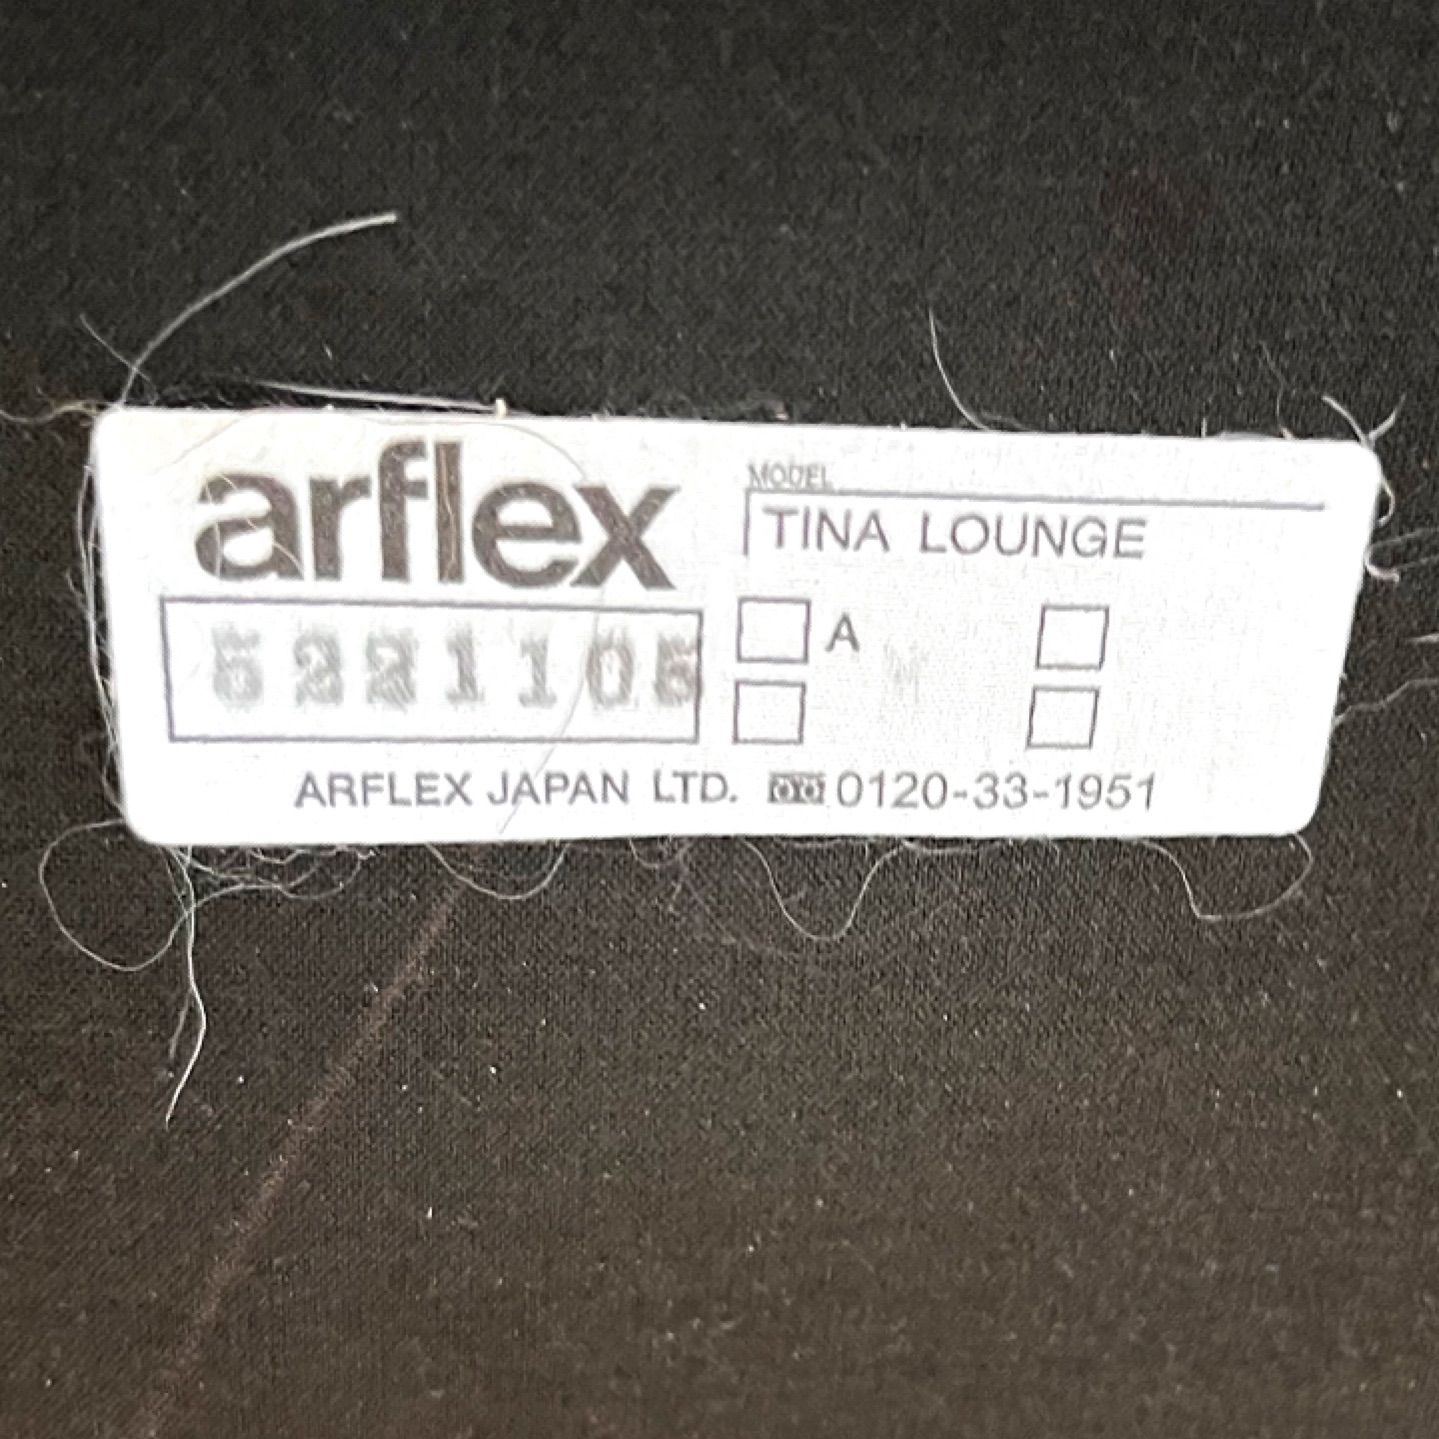 arflex
MODEL
TINA LOUNGE
5221105
A
ARFLEX JAPAN LTD. 0120-33-1951